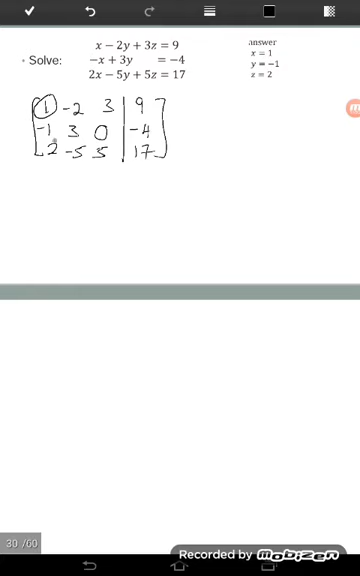 x − 2y + 3z = 9
• Solve: −x + 3y = −4
2x − 5y + 5z = 17
answer
x = 1
y = −1
z = 2
1 -2 3 | 9
-1 3 0 | -4
2 -5 5 | 17
30 /60
Recorded by
Mobizen